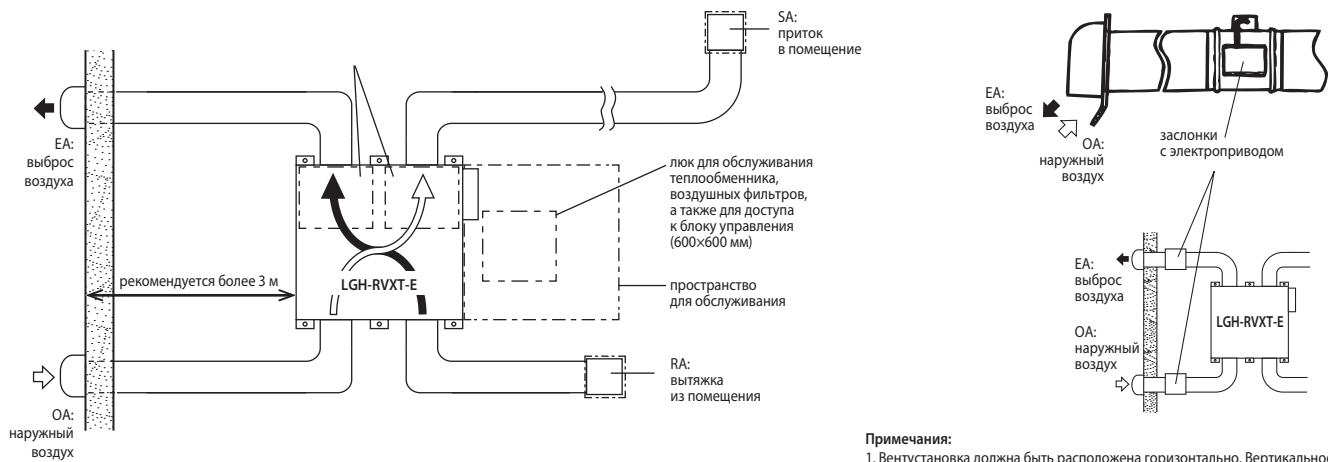 SA:
приток
в помещение
EA:
выброс
воздуха
люк для обслуживания
теплообменника,
воздушных фильтров,
а также для доступа
к блоку управления
(600×600 мм)
рекомендуется более 3 м
LGH-RVXT-E
пространство
для обслуживания
RA:
вытяжка
из помещения
OA:
наружный
воздух
EA:
выброс
воздуха
OA:
наружный
воздух
заслонки
с электроприводом
EA:
выброс
воздуха
LGH-RVXT-E
OA:
наружный
воздух
Примечания:
1. Вентустановка должна быть расположена горизонтально. Вертикальное